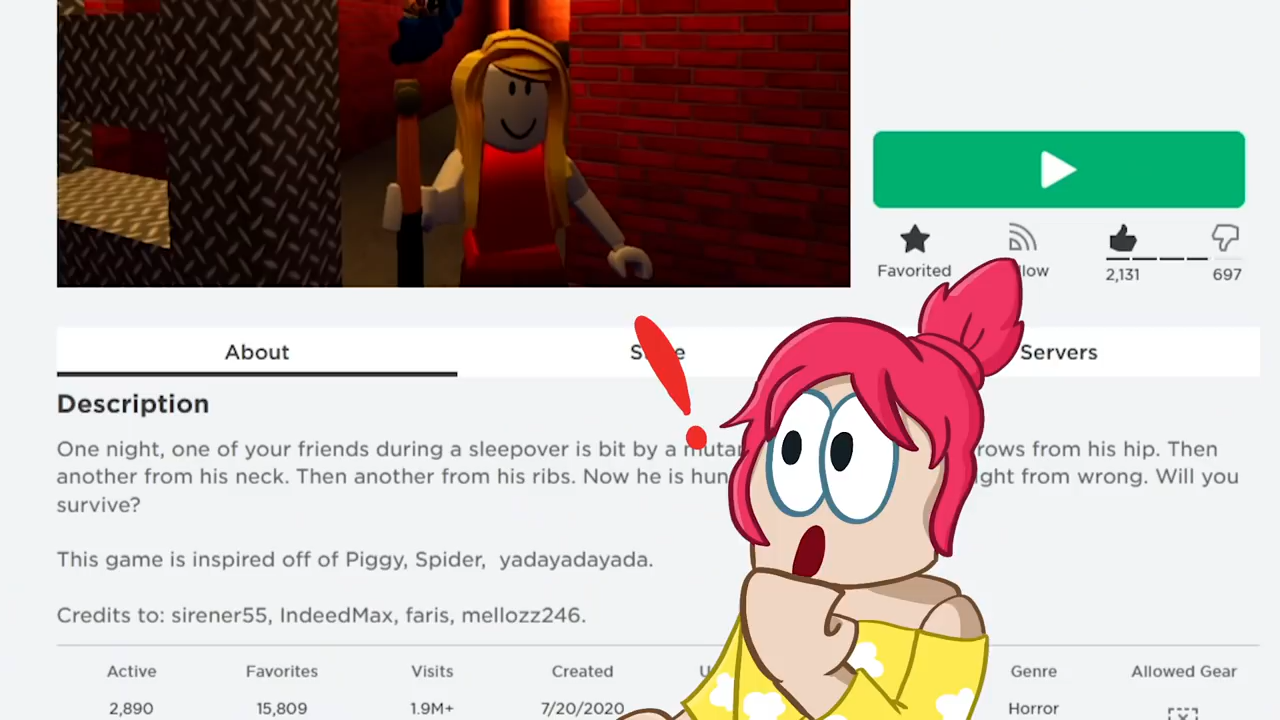 Favorited
llow
2,131
697
About
Servers
Description
One night, one of your friends during a sleepover is bit by a mutan rows from his hip. Then
another from his neck. Then another from his ribs. Now he is hun ight from wrong. Will you
survive?
This game is inspired off of Piggy, Spider, yadayadayada.
Credits to: sirener55, IndeedMax, faris, mellozz246.
Active Favorites Visits Created U Genre Allowed Gear
2,890 15,809 1.9M+ 7/20/2020 Horror